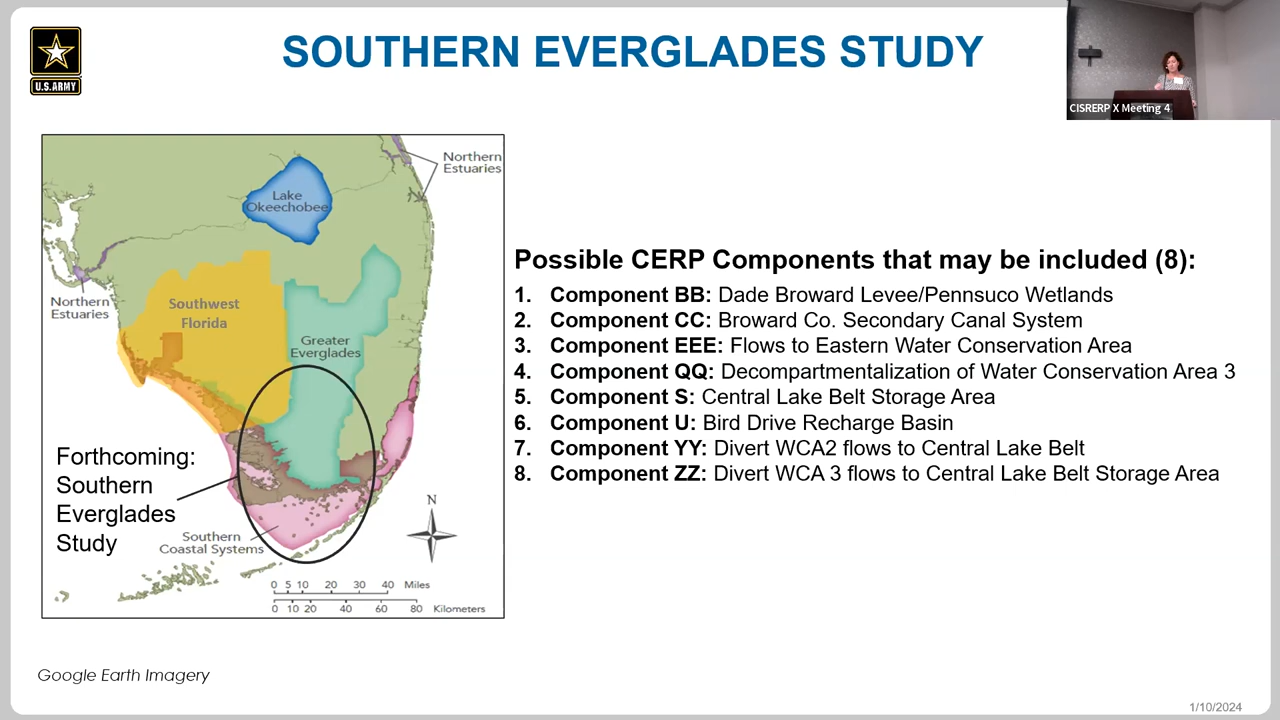 SOUTHERN EVERGLADES STUDY
U.S.ARMY
CISRERP X Meeting 4
Northern
Estuaries
Lake
Okeechobee
Northern
Estuaries
Southwest
Florida
Greater
Everglades
Forthcoming:
Southern
Everglades
Study
Southern
Coastal Systems
N
0 5 10 20 30 40 Miles
0 10 20 40 60 80 Kilometers
Possible CERP Components that may be included (8):
1. Component BB: Dade Broward Levee/Pennsuco Wetlands
2. Component CC: Broward Co. Secondary Canal System
3. Component EEE: Flows to Eastern Water Conservation Area
4. Component QQ: Decompartmentalization of Water Conservation Area 3
5. Component S: Central Lake Belt Storage Area
6. Component U: Bird Drive Recharge Basin
7. Component YY: Divert WCA2 flows to Central Lake Belt
8. Component ZZ: Divert WCA 3 flows to Central Lake Belt Storage Area
Google Earth Imagery
1/10/2024